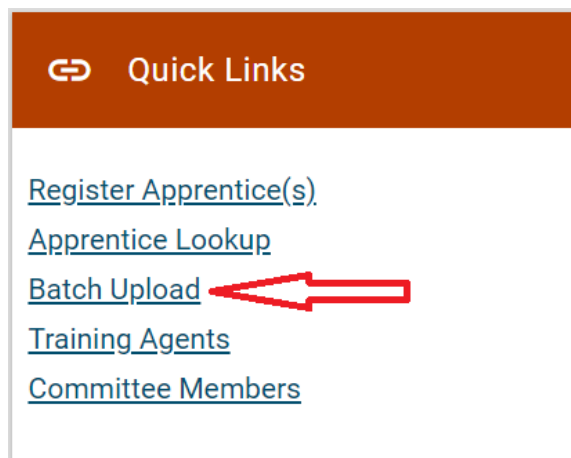 Quick Links
Register Apprentice(s)
Apprentice Lookup
Batch Upload
Training Agents
Committee Members